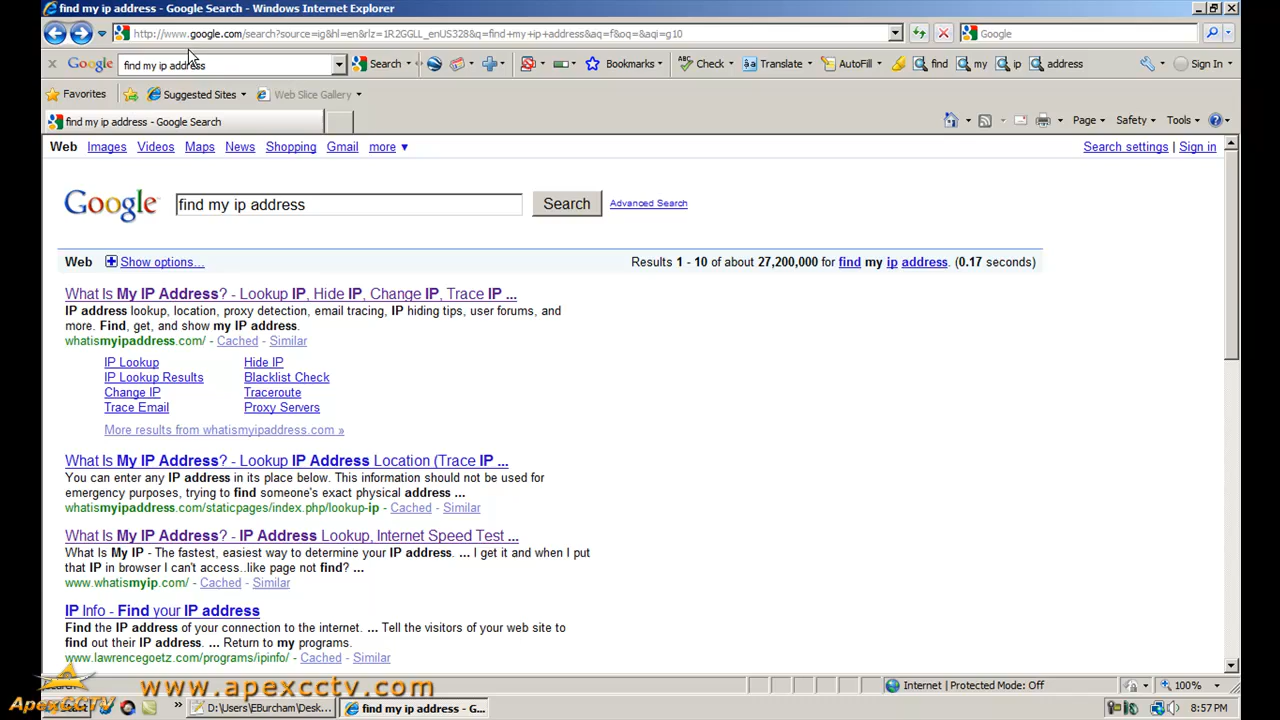 find my ip address - Google Search - Windows Internet Explorer
http://www.google.com/search?source=ig&hl=en&rlz=1R2GGLL_enUS328&q=find+my+ip+address&aq=f&oq=&aqi=g10
Google
Google find my ip address Search Bookmarks Check Translate AutoFill find my ip address Sign In
Favorites Suggested Sites Web Slice Gallery
find my ip address - Google Search Page Safety Tools
Web Images Videos Maps News Shopping Gmail more ▼ Search settings | Sign in
Google find my ip address Search Advanced Search
Web Show options... Results 1 - 10 of about 27,200,000 for find my ip address. (0.17 seconds)
What Is My IP Address? - Lookup IP, Hide IP, Change IP, Trace IP ...
IP address lookup, location, proxy detection, email tracing, IP hiding tips, user forums, and
more. Find, get, and show my IP address.
whatismyipaddress.com/ - Cached - Similar
IP Lookup Hide IP
IP Lookup Results Blacklist Check
Change IP Traceroute
Trace Email Proxy Servers
More results from whatismyipaddress.com »
What Is My IP Address? - Lookup IP Address Location (Trace IP ...
You can enter any IP address in its place below. This information should not be used for
emergency purposes, trying to find someone's exact physical address ...
whatismyipaddress.com/staticpages/index.php/lookup-ip - Cached - Similar
What Is My IP Address? - IP Address Lookup, Internet Speed Test ...
What Is My IP - The fastest, easiest way to determine your IP address. ... I get it and when I put
that IP in browser I can't access..like page not find? ...
www.whatismyip.com/ - Cached - Similar
IP Info - Find your IP address
Find the IP address of your connection to the internet. ... Tell the visitors of your web site to
find out their IP address. ... Return to my programs.
www.lawrencegoetz.com/programs/ipinfo/ - Cached - Similar
Internet | Protected Mode: Off 100%
www.apexcctv.com
ApexCCTV
D:\Users\EBurcham\Desk... find my ip address - G... 8:57 PM